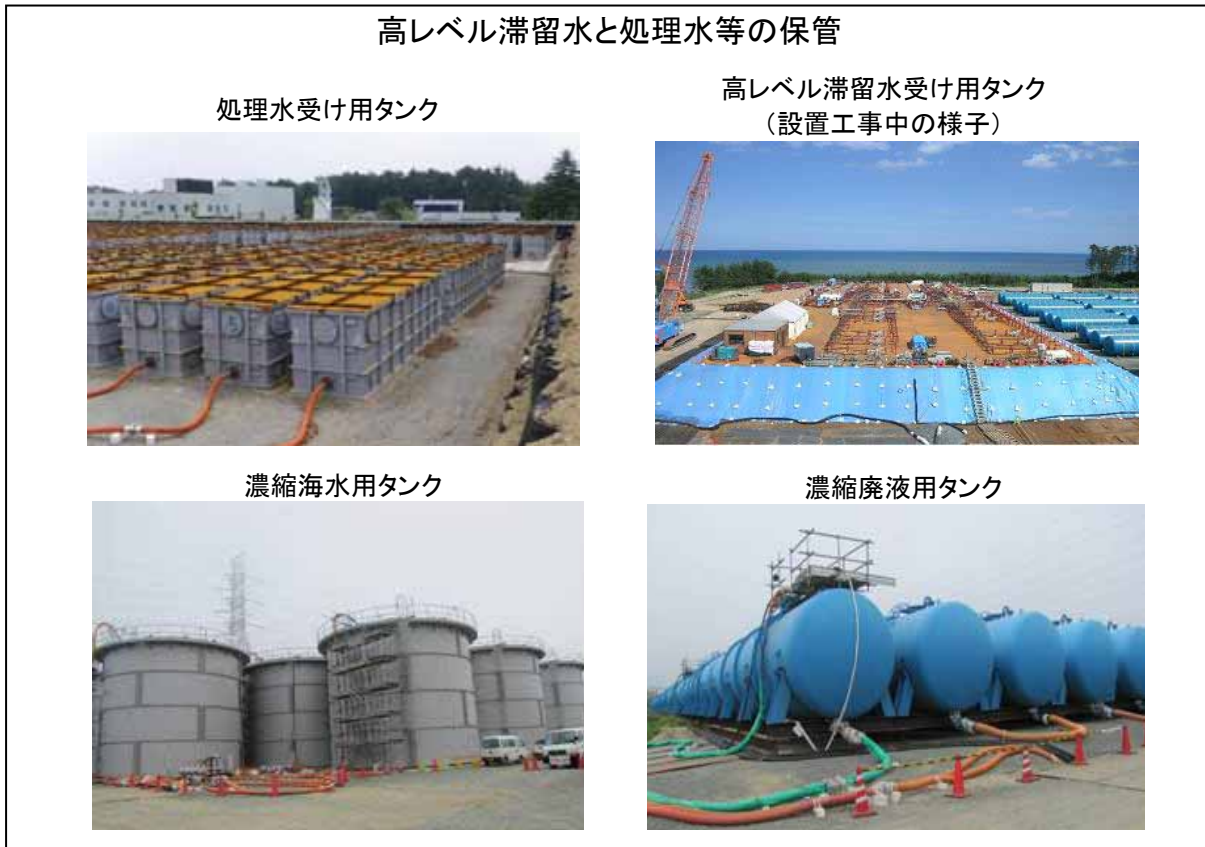 高レベル滞留水と処理水等の保管
処理水受け用タンク
高レベル滞留水受け用タンク
（設置工事中の様子）
濃縮海水用タンク
濃縮廃液用タンク